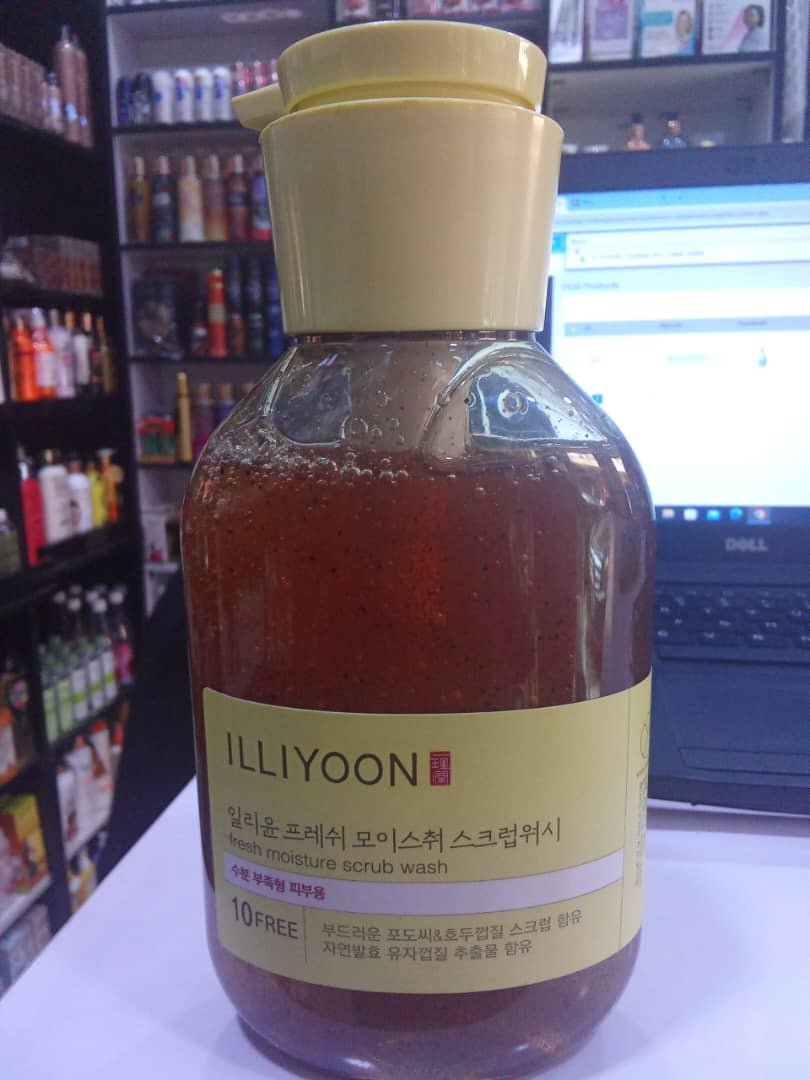 ILLIYOON
일리윤 프레쉬 모이스춰 스크럽워시
fresh moisture scrub wash
수분 부족형 피부용
10FREE
부드러운 포도씨&호두껍질 스크럽 함유
자연발효 유자껍질 추출물 함유
DELL